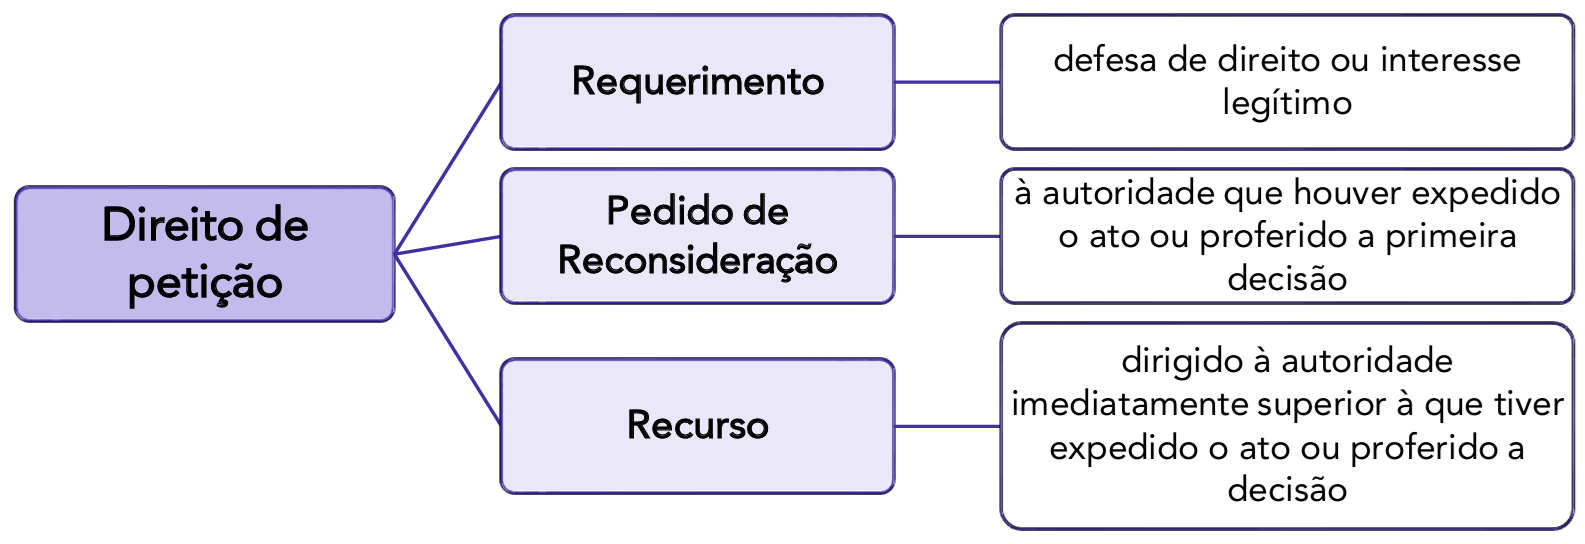 Direito de
petição
Requerimento
defesa de direito ou interesse
legítimo
Pedido de
Reconsideração
à autoridade que houver expedido
o ato ou proferido a primeira
decisão
Recurso
dirigido à autoridade
imediatamente superior à que tiver
expedido o ato ou proferido a
decisão